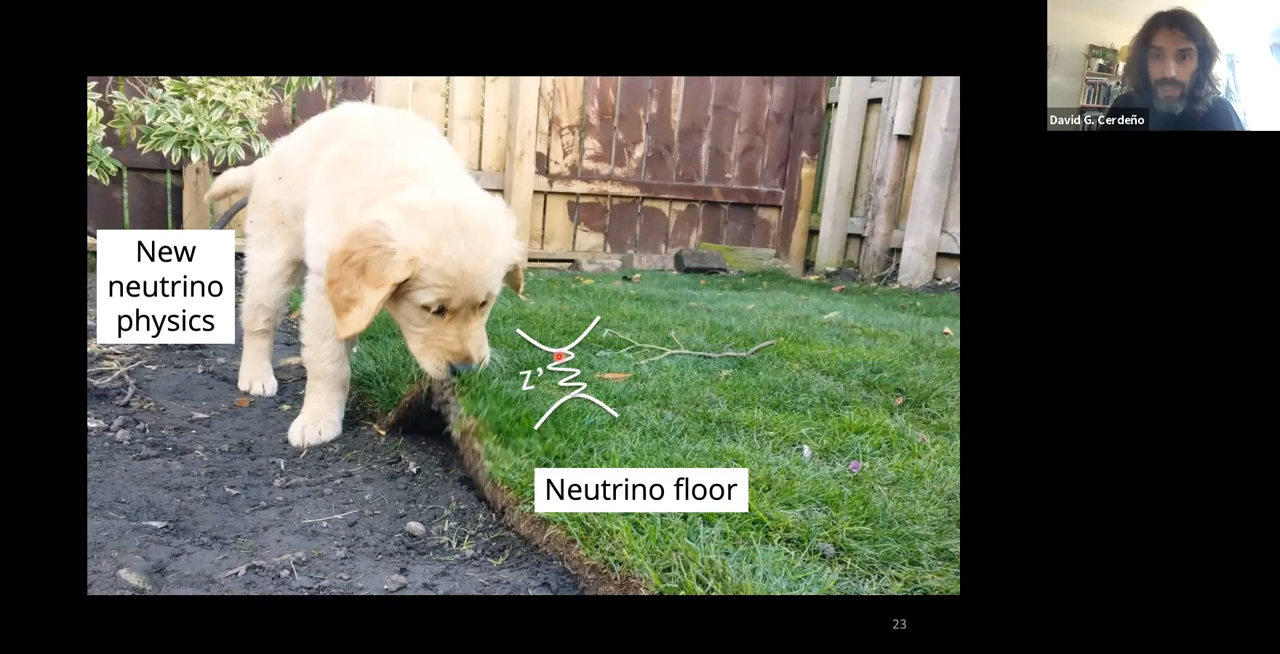 David G. Cerdeño
New
neutrino
physics
Z'
Neutrino floor
23